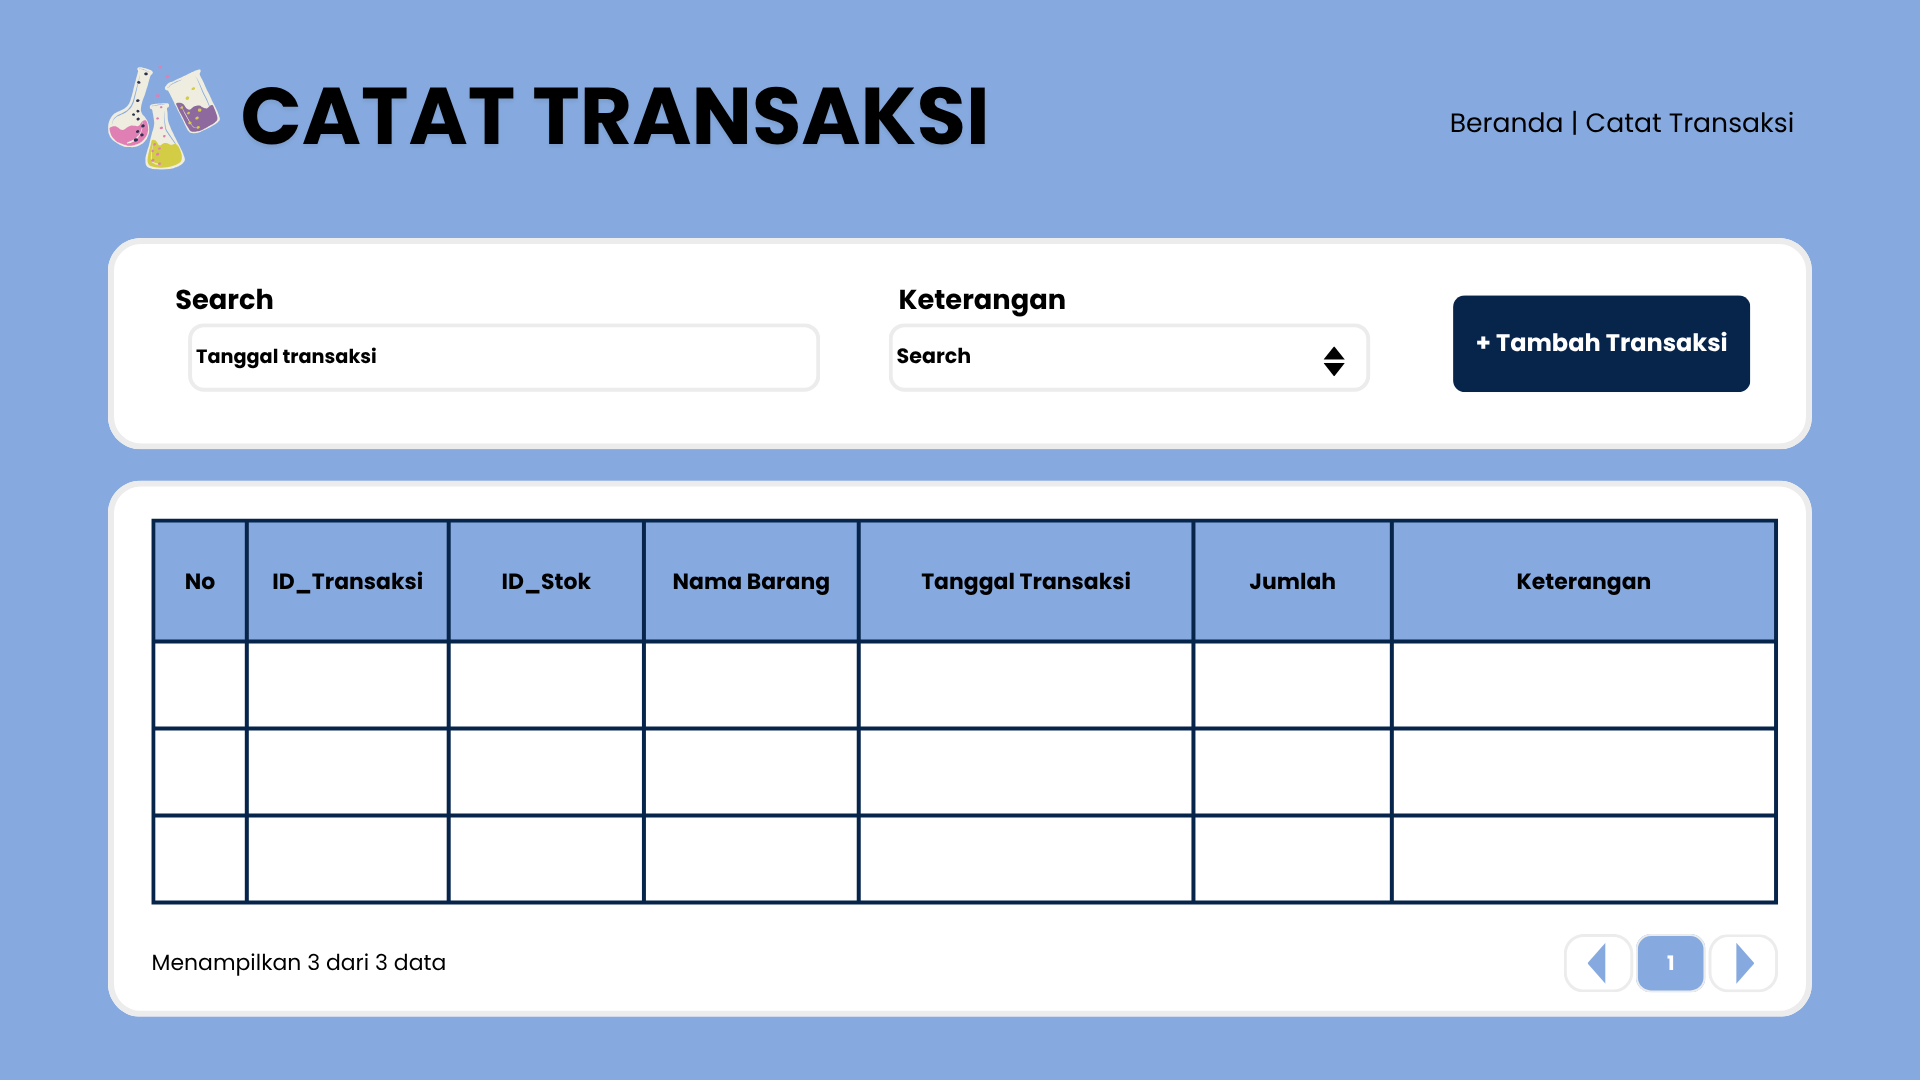 CATAT TRANSAKSI
Beranda | Catat Transaksi
Search
Keterangan
Tanggal transaksi
Search
+ Tambah Transaksi
No
ID_Transaksi
ID_Stok
Nama Barang
Tanggal Transaksi
Jumlah
Keterangan
Menampilkan 3 dari 3 data
1